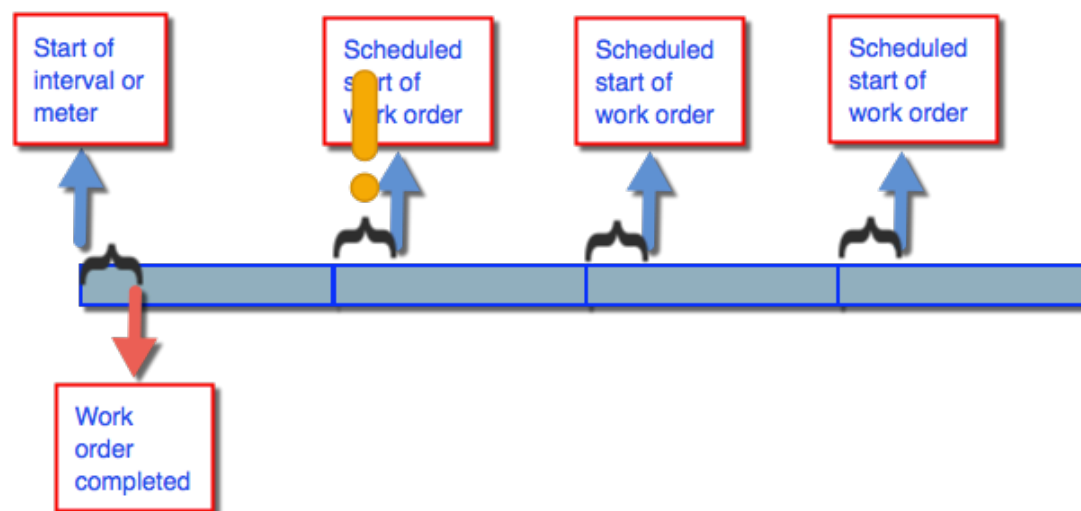 Start of
interval or
meter
Scheduled
start of
work order
Scheduled
start of
work order
Scheduled
start of
work order
Work
order
completed